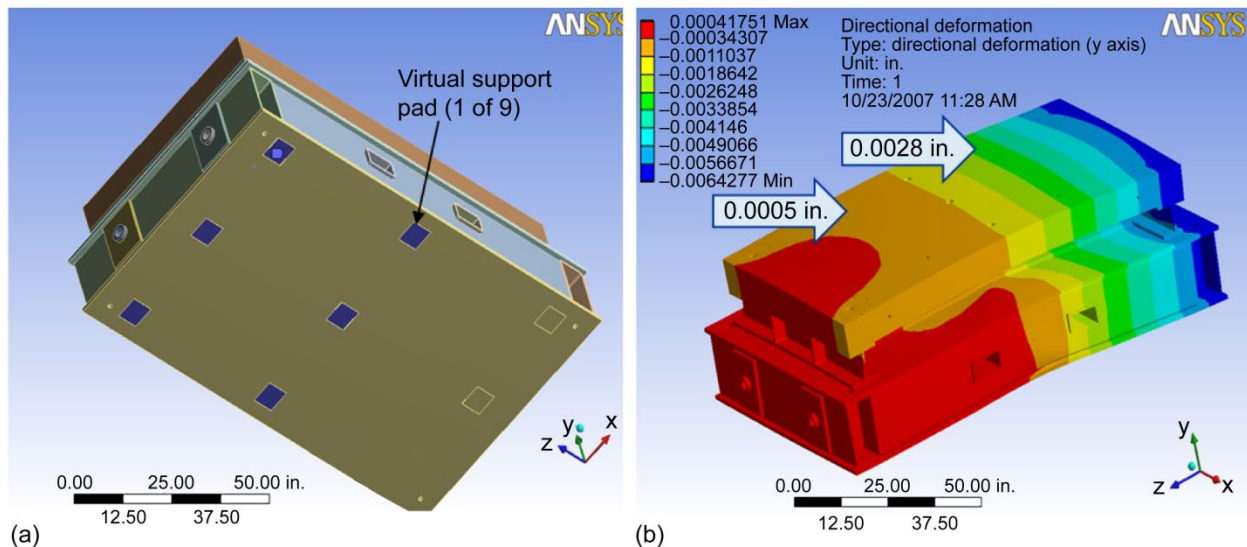 ANSYS
Virtual support
pad (1 of 9)
y
x
z
0.00
25.00
50.00 in.
12.50
37.50
(a)
ANSYS
0.00041751 Max
−0.00034307
−0.0011037
−0.0018642
−0.0026248
−0.0033854
−0.004146
−0.0049066
−0.0056671
−0.0064277 Min
Directional deformation
Type: directional deformation (y axis)
Unit: in.
Time: 1
10/23/2007 11:28 AM
0.0028 in.
0.0005 in.
y
z
x
0.00
25.00
50.00 in.
12.50
37.50
(b)